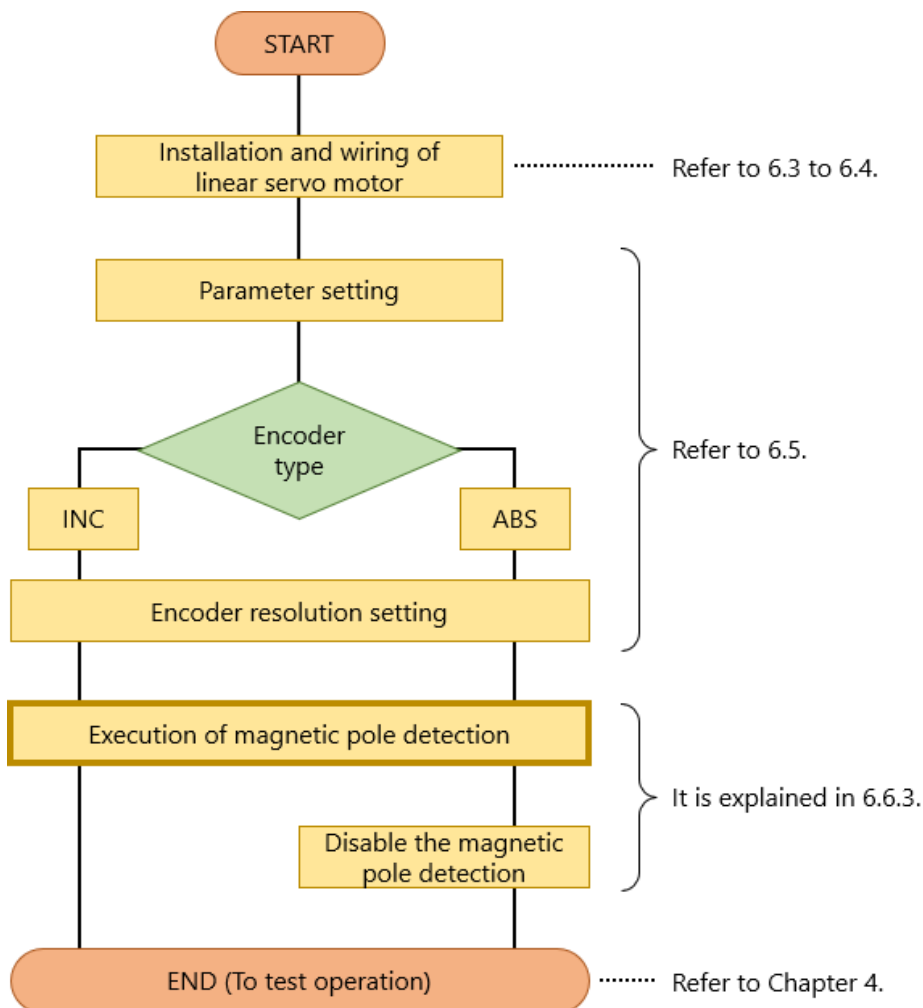 START
Installation and wiring of
linear servo motor
Refer to 6.3 to 6.4.
Parameter setting
Encoder
type
Refer to 6.5.
INC
ABS
Encoder resolution setting
Execution of magnetic pole detection
It is explained in 6.6.3.
Disable the magnetic
pole detection
END (To test operation)
Refer to Chapter 4.